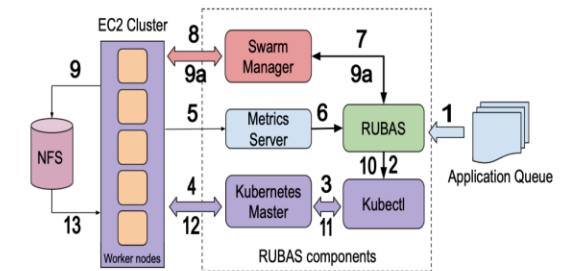 EC2 Cluster
8
9a
Swarm
Manager
7
9a
9
5
Metrics
Server
6
RUBAS
1
NFS
10
2
Application Queue
4
12
Kubernetes
Master
3
11
Kubectl
13
Worker nodes
RUBAS components